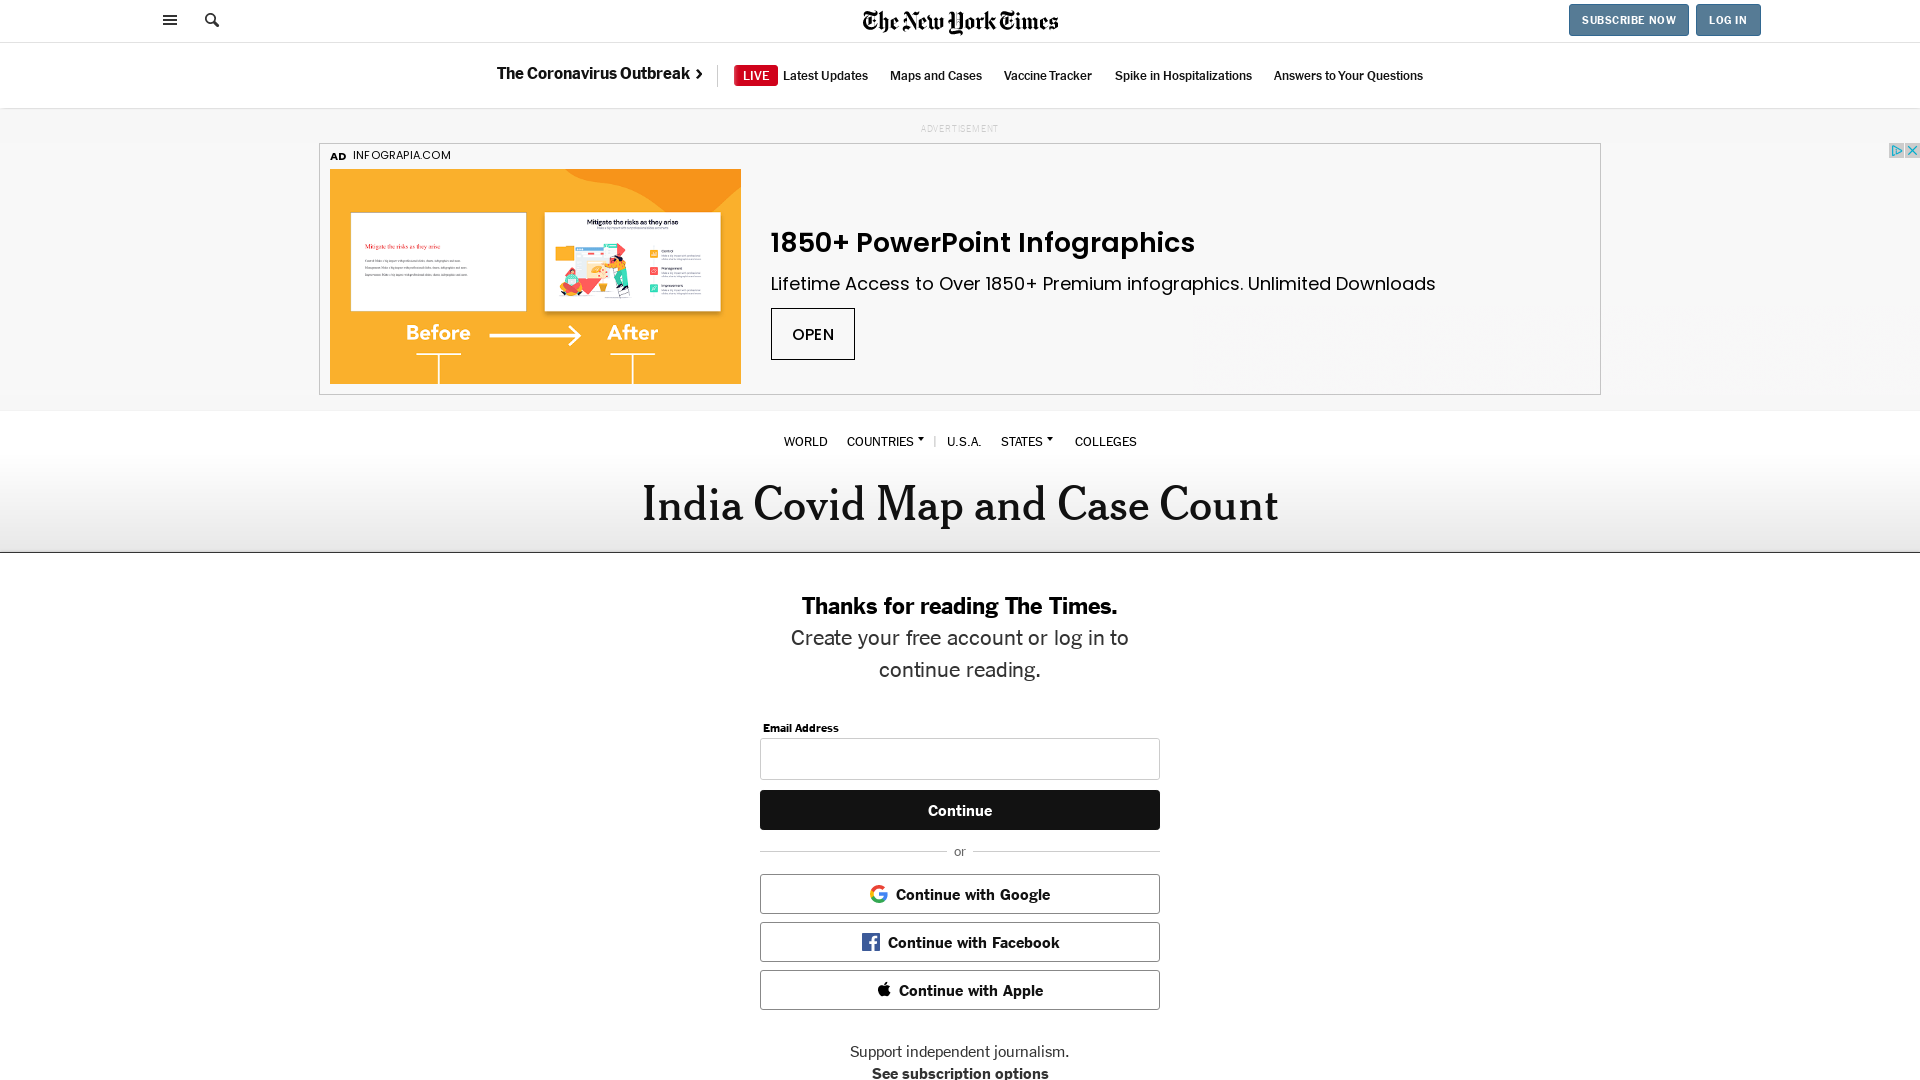 The New York Times
SUBSCRIBE NOW
LOG IN
The Coronavirus Outbreak
LIVE Latest Updates
Maps and Cases
Vaccine Tracker
Spike in Hospitalizations
Answers to Your Questions
ADVERTISEMENT
AD INFOGRAPIA.COM
Mitigate the risks as they arise
Mitigate the risks as they arise
Before
After
1850+ PowerPoint Infographics
Lifetime Access to Over 1850+ Premium infographics. Unlimited Downloads
OPEN
WORLD
COUNTRIES
U.S.A.
STATES
COLLEGES
India Covid Map and Case Count
Thanks for reading The Times.
Create your free account or log in to
continue reading.
Email Address
Continue
or
Continue with Google
Continue with Facebook
Continue with Apple
Support independent journalism.
See subscription options